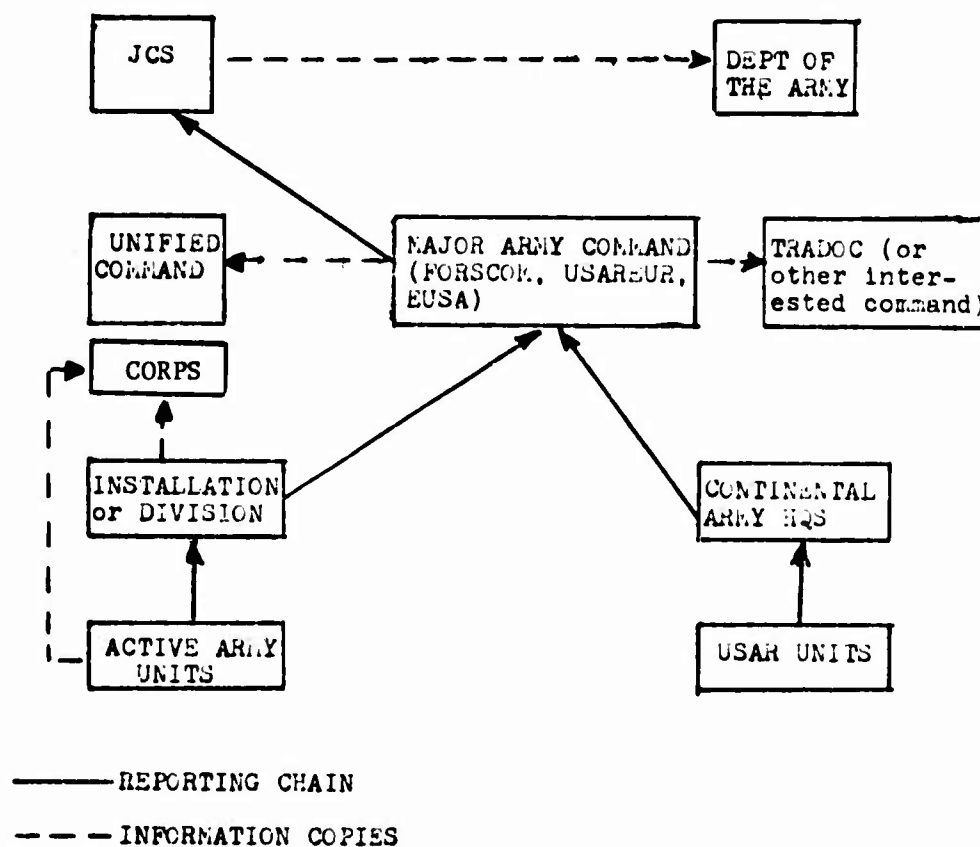 JCS
DEPT OF
THE ARMY
UNIFIED
COMMAND
MAJOR ARMY COMMAND
(FORSCOM, USAREUR,
EUSA)
TRADOC (or
other inter-
ested command)
CORPS
INSTALLATION
or DIVISION
CONTINENTAL
ARMY HQS
ACTIVE ARMY
UNITS
USAR UNITS
REPORTING CHAIN
INFORMATION COPIES